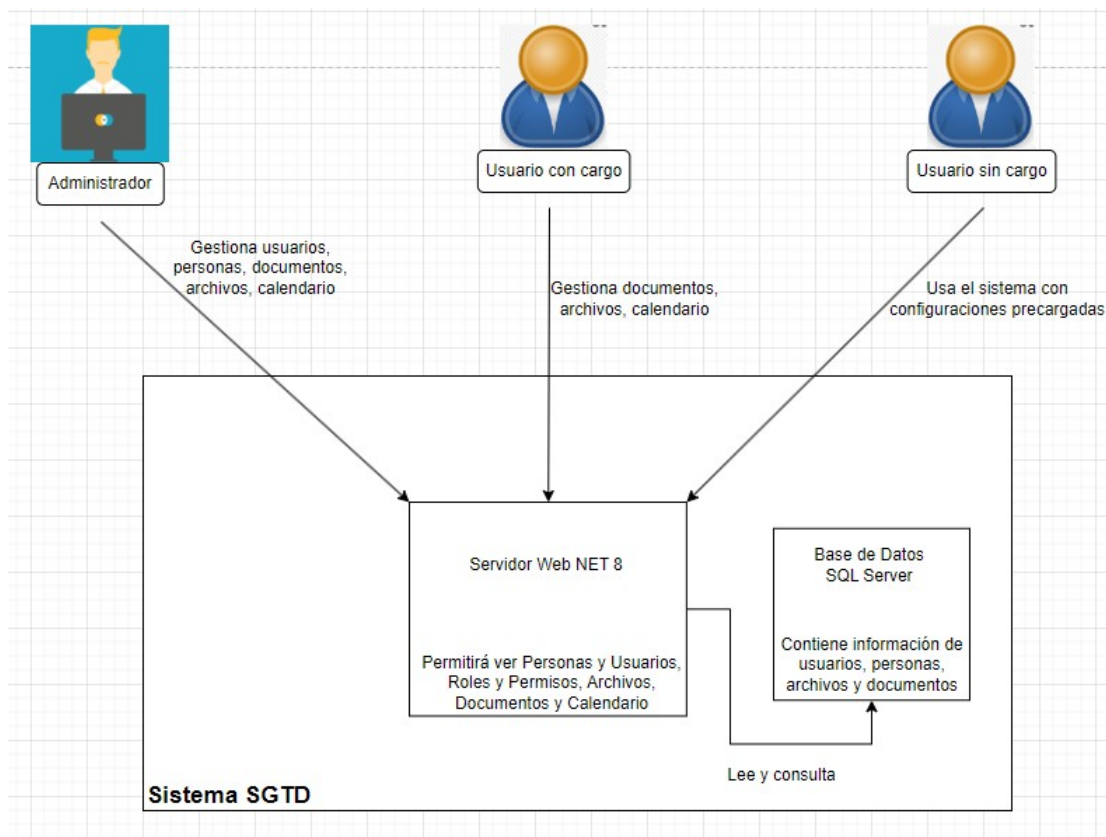 Administrador
Usuario con cargo
Usuario sin cargo
Gestiona usuarios,
personas, documentos,
archivos, calendario
Gestiona documentos,
archivos, calendario
Usa el sistema con
configuraciones precargadas
Servidor Web NET 8
Permitirá ver Personas y Usuarios,
Roles y Permisos, Archivos,
Documentos y Calendario
Base de Datos
SQL Server
Contiene información de
usuarios, personas,
archivos y documentos
Lee y consulta
Sistema SGTD